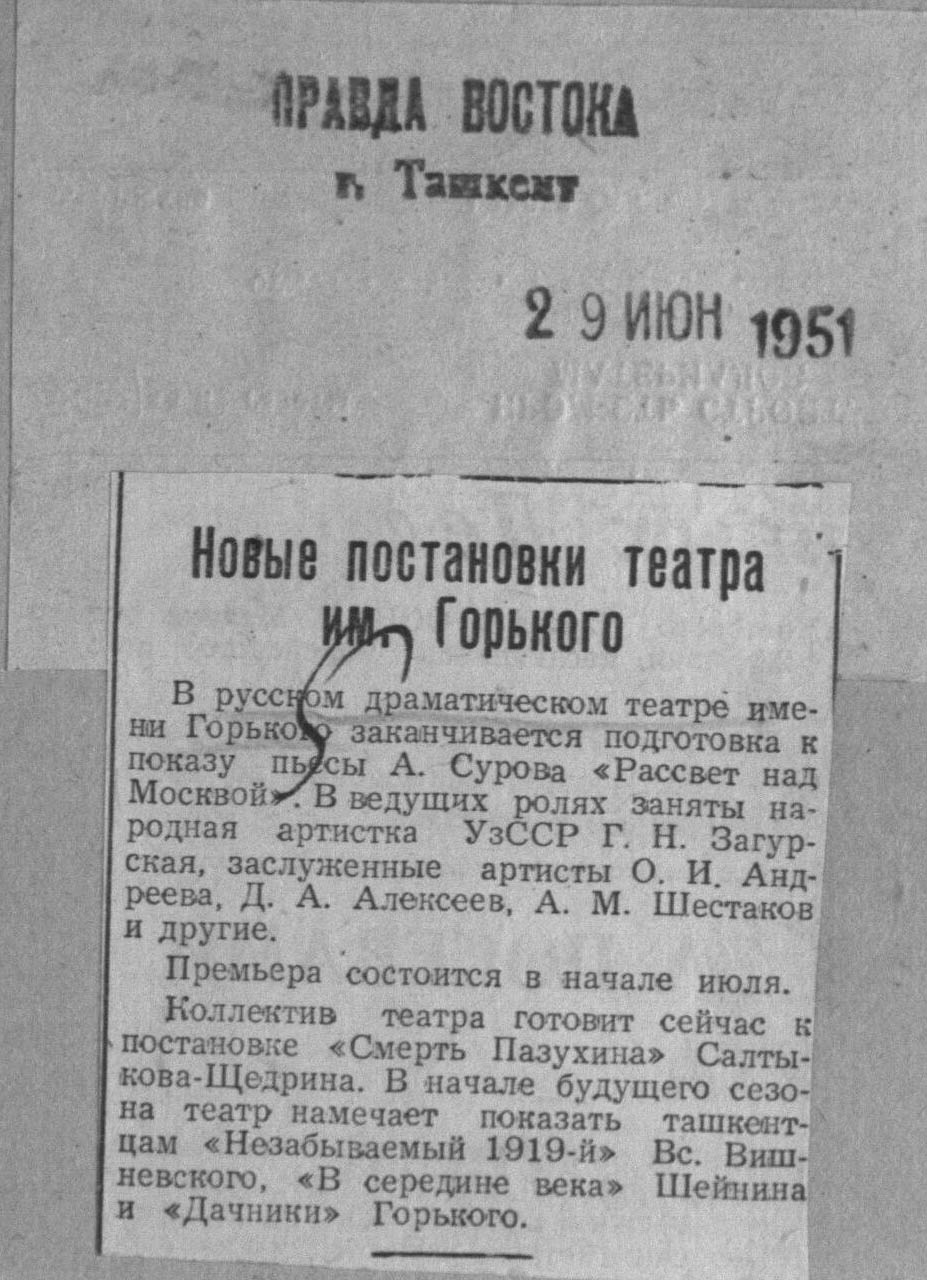 ПРАВДА ВОСТОКА
г. Ташкент
29 ИЮН 1951
Новые постановки театра
им. Горького
В русском драматическом театре име-
ни Горького заканчивается подготовка к
показу пьесы А. Сурова «Рассвет над
Москвой». В ведущих ролях заняты на-
родная артистка УзССР Г. Н. Загур-
ская, заслуженные артисты О. И. Анд-
реева, Д. А. Алексеев, А. М. Шестаков
и другие.
Премьера состоится в начале июля.
Коллектив театра готовит сейчас к
постановке «Смерть Пазухина» Салты-
кова-Щедрина. В начале будущего сезо-
на театр намечает показать ташкент-
цам «Незабываемый 1919-й» Вс. Виш-
невского, «В середине века» Шейнина
и «Дачники» Горького.